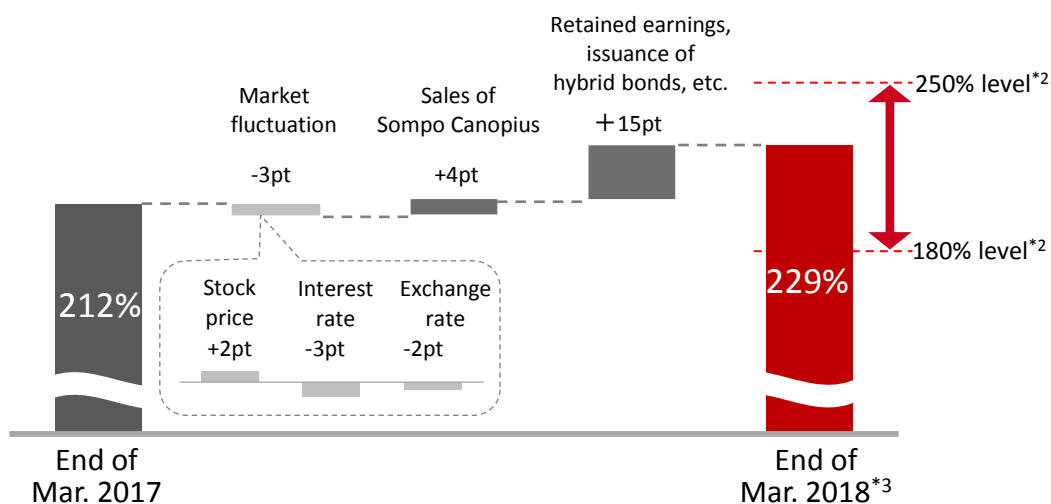 Retained earnings,
issuance of
hybrid bonds, etc.
+15pt
Market
fluctuation
-3pt
Sales of
Sompo Canopius
+4pt
250% level*2
180% level*2
212%
229%
Stock
price
+2pt
Interest
rate
-3pt
Exchange
rate
-2pt
End of
Mar. 2017
End of
Mar. 2018*3